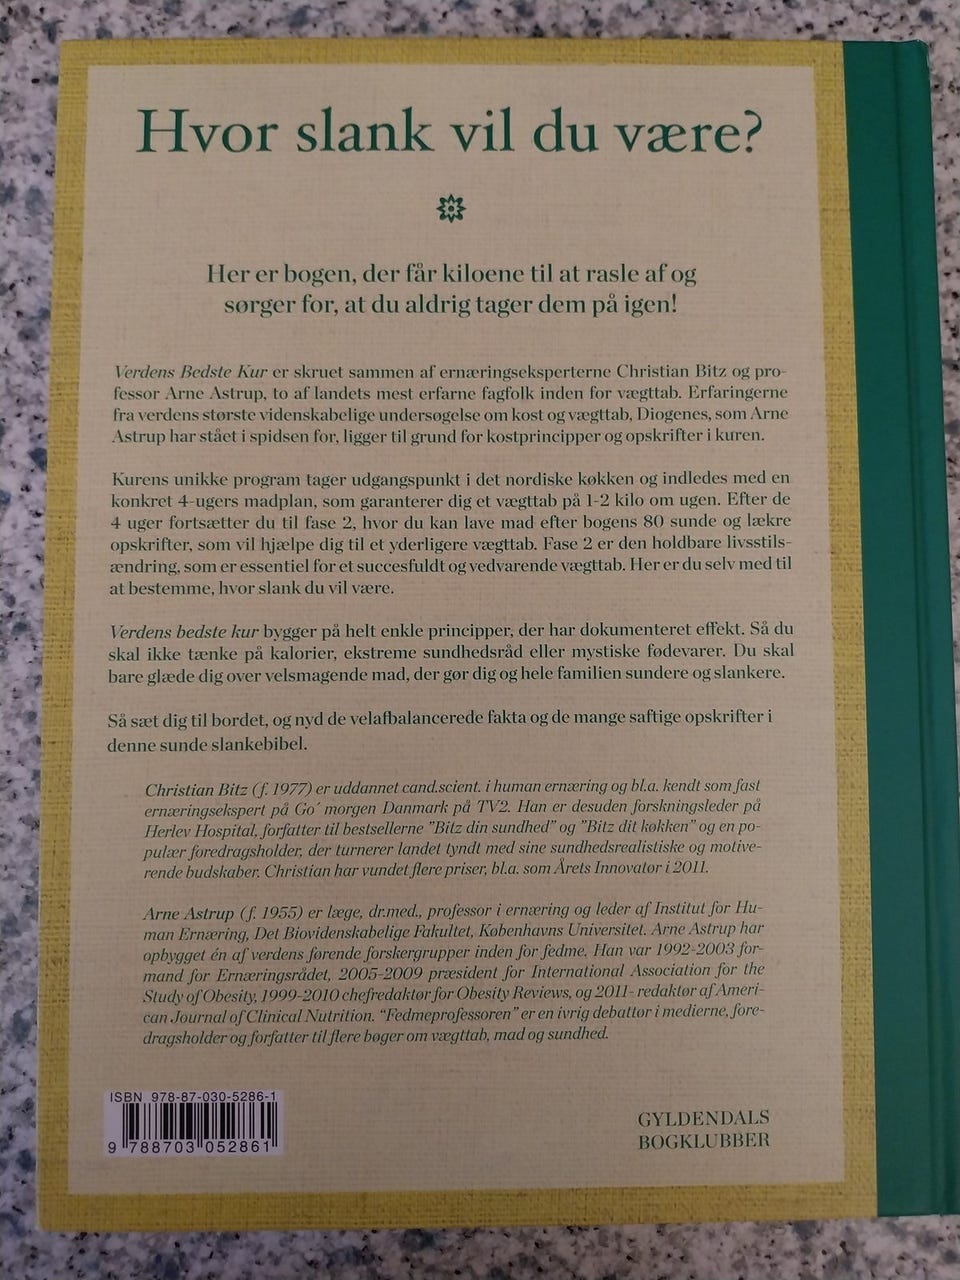 Hvor slank vil du være?
Her er bogen, der får kiloene til at rasle af og
sørger for, at du aldrig tager dem på igen!
Verdens Bedste Kur er skruet sammen af ernæringseksperterne Christian Bitz og pro-
fessor Arne Astrup, to af landets mest erfarne fagfolk inden for vægttab. Erfaringerne
fra verdens største videnskabelige undersøgelse om kost og vægttab, Diogenes, som Arne
Astrup har stået i spidsen for, ligger til grund for kostprincipper og opskrifter i kuren.
Kurens unikke program tager udgangspunkt i det nordiske køkken og indledes med en
konkret 4-ugers madplan, som garanterer dig et vægttab på 1-2 kilo om ugen. Efter de
4 uger fortsætter du til fase 2, hvor du kan lave mad efter bogens 80 sunde og lækre
opskrifter, som vil hjælpe dig til et yderligere vægttab. Fase 2 er den holdbare livsstils-
ændring, som er essentiel for et succesfuldt og vedvarende vægttab. Her er du selv med til
at bestemme, hvor slank du vil være.
Verdens bedste kur bygger på helt enkle principper, der har dokumenteret effekt. Så du
skal ikke tænke på kalorier, ekstreme sundhedsråd eller mystiske fødevarer. Du skal
bare glæde dig over velsmagende mad, der gør dig og hele familien sundere og slankere.
Så sæt dig til bordet, og nyd de velafbalancerede fakta og de mange saftige opskrifter i
denne sunde slankebibel.
Christian Bitz (f. 1977) er uddannet cand.scient. i human ernæring og bl.a. kendt som fast
ernæringsekspert på Go´ morgen Danmark på TV2. Han er desuden forskningsleder på
Herlev Hospital, forfatter til bestsellerne "Bitz din sundhed" og "Bitz dit køkken" og en po-
pulær foredragsholder, der turnerer landet tyndt med sine sundhedsrealistiske og motive-
rende budskaber. Christian har vundet flere priser, bl.a. som Årets Innovatør i 2011.
Arne Astrup (f. 1955) er læge, dr.med., professor i ernæring og leder af Institut for Hu-
man Ernæring, Det Biovidenskabelige Fakultet, Københavns Universitet. Arne Astrup har
opbygget én af verdens førende forskergrupper inden for fedme. Han var 1992-2003 for-
mand for Ernæringsrådet, 2005-2009 præsident for International Association for the
Study of Obesity, 1999-2010 chefredaktør for Obesity Reviews, og 2011- redaktør af Ameri-
can Journal of Clinical Nutrition. "Fedmeprofessoren" er en ivrig debattør i medierne, fore-
dragsholder og forfatter til flere bøger om vægttab, mad og sundhed.
ISBN 978-87-030-5286-1
9 788703 052861
GYLDENDALS
BOGKLUBBER